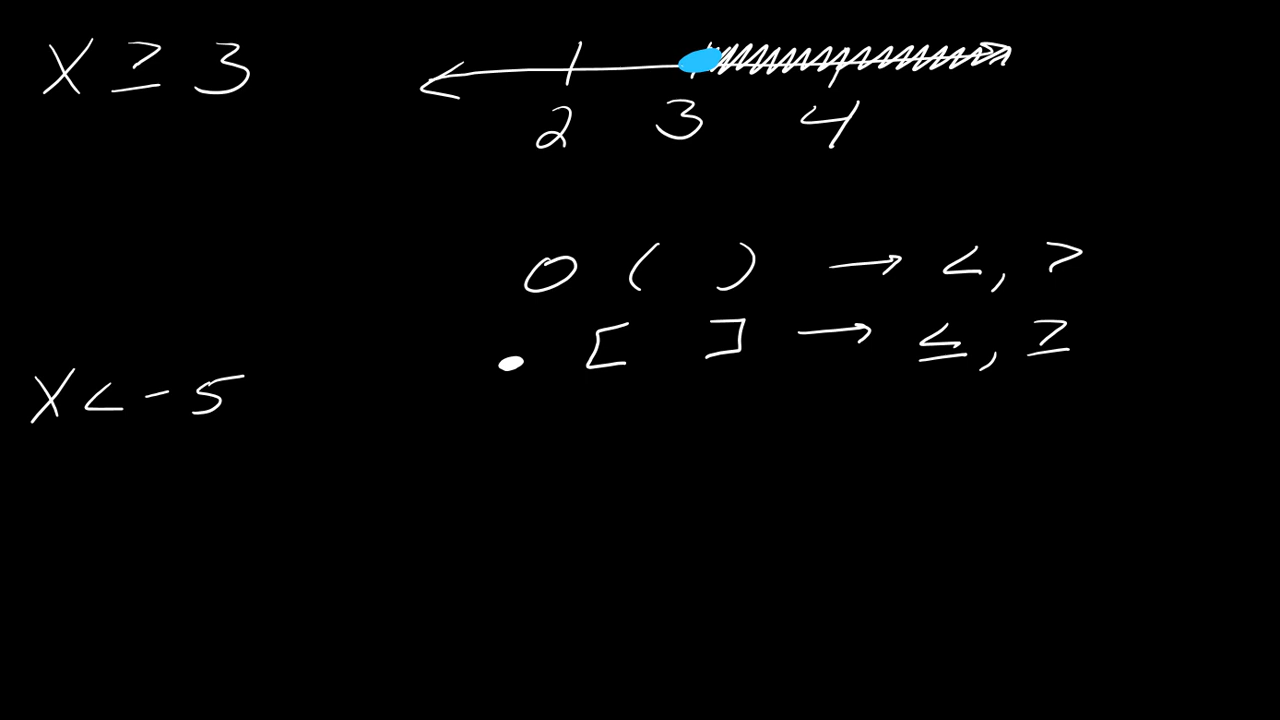 x ≥ 3
2 3 4
o ( ) → <, >
• [ ] → ≤, ≥
x < -5